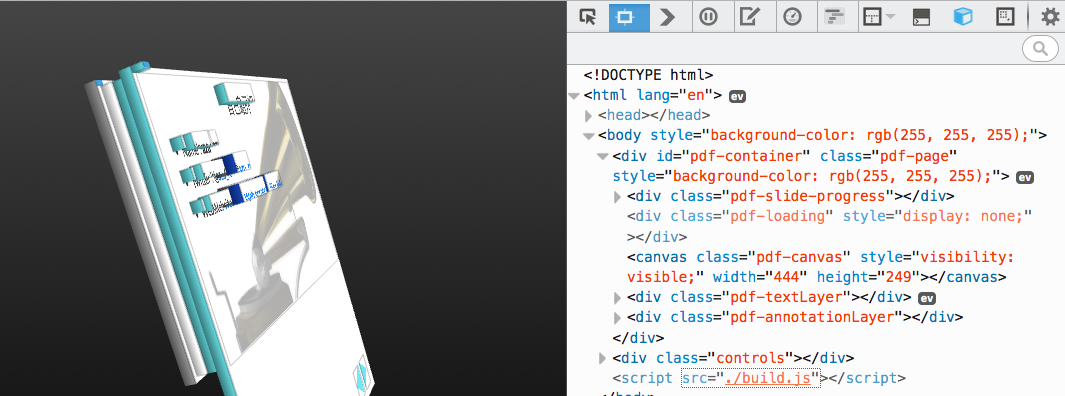 <!DOCTYPE html>
<html lang="en"> ev
<head></head>
<body style="background-color: rgb(255, 255, 255);">
<div id="pdf-container" class="pdf-page"
style="background-color: rgb(255, 255, 255);"> ev
<div class="pdf-slide-progress"></div>
<div class="pdf-loading" style="display: none;"
></div>
<canvas class="pdf-canvas" style="visibility:
visible;" width="444" height="249"></canvas>
<div class="pdf-textLayer"></div> ev
<div class="pdf-annotationLayer"></div>
</div>
<div class="controls"></div>
<script src="./build.js"></script>